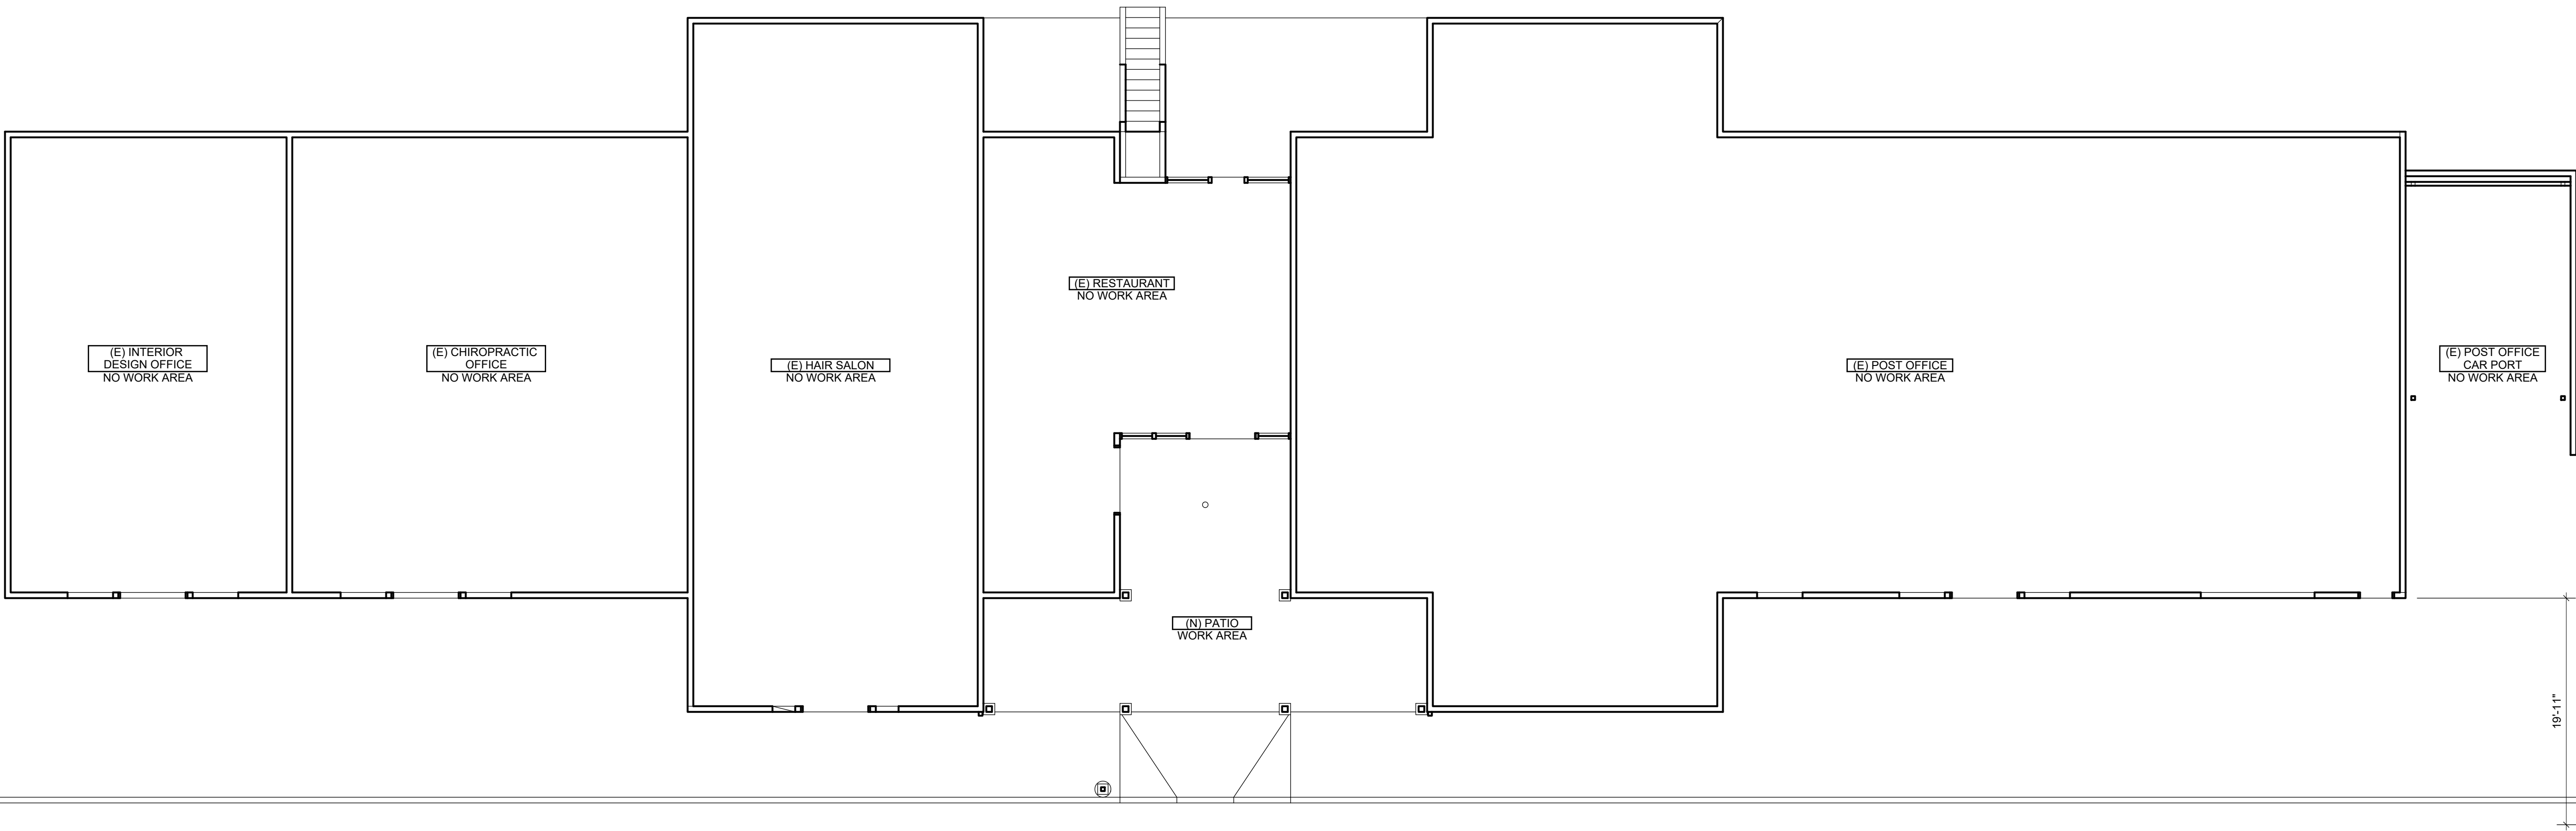 (E) INTERIOR
DESIGN OFFICE
NO WORK AREA
(E) CHIROPRACTIC
OFFICE
NO WORK AREA
(E) HAIR SALON
NO WORK AREA
(E) RESTAURANT
NO WORK AREA
(N) PATIO
WORK AREA
(E) POST OFFICE
NO WORK AREA
(E) POST OFFICE
CAR PORT
NO WORK AREA
19'-11"